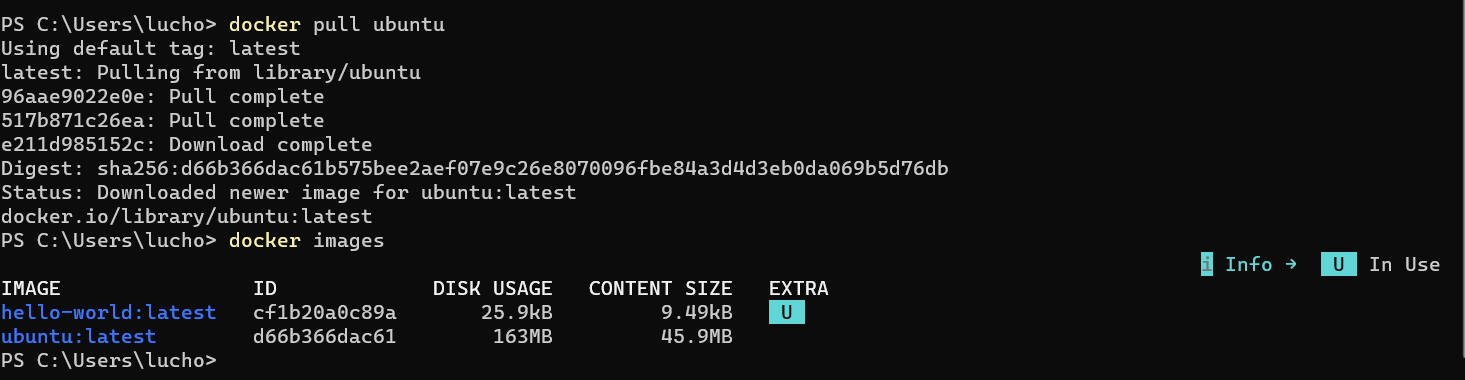 PS C:\Users\lucho> docker pull ubuntu
Using default tag: latest
latest: Pulling from library/ubuntu
96aae9022e0e: Pull complete
517b871c26ea: Pull complete
e211d985152c: Download complete
Digest: sha256:d66b366dac61b575bee2aef07e9c26e8070096fbe84a3d4d3eb0da069b5d76db
Status: Downloaded newer image for ubuntu:latest
docker.io/library/ubuntu:latest
PS C:\Users\lucho> docker images
i Info → U In Use
IMAGE ID DISK USAGE CONTENT SIZE EXTRA
hello-world:latest cf1b20a0c89a 25.9kB 9.49kB U
ubuntu:latest d66b366dac61 163MB 45.9MB
PS C:\Users\lucho>